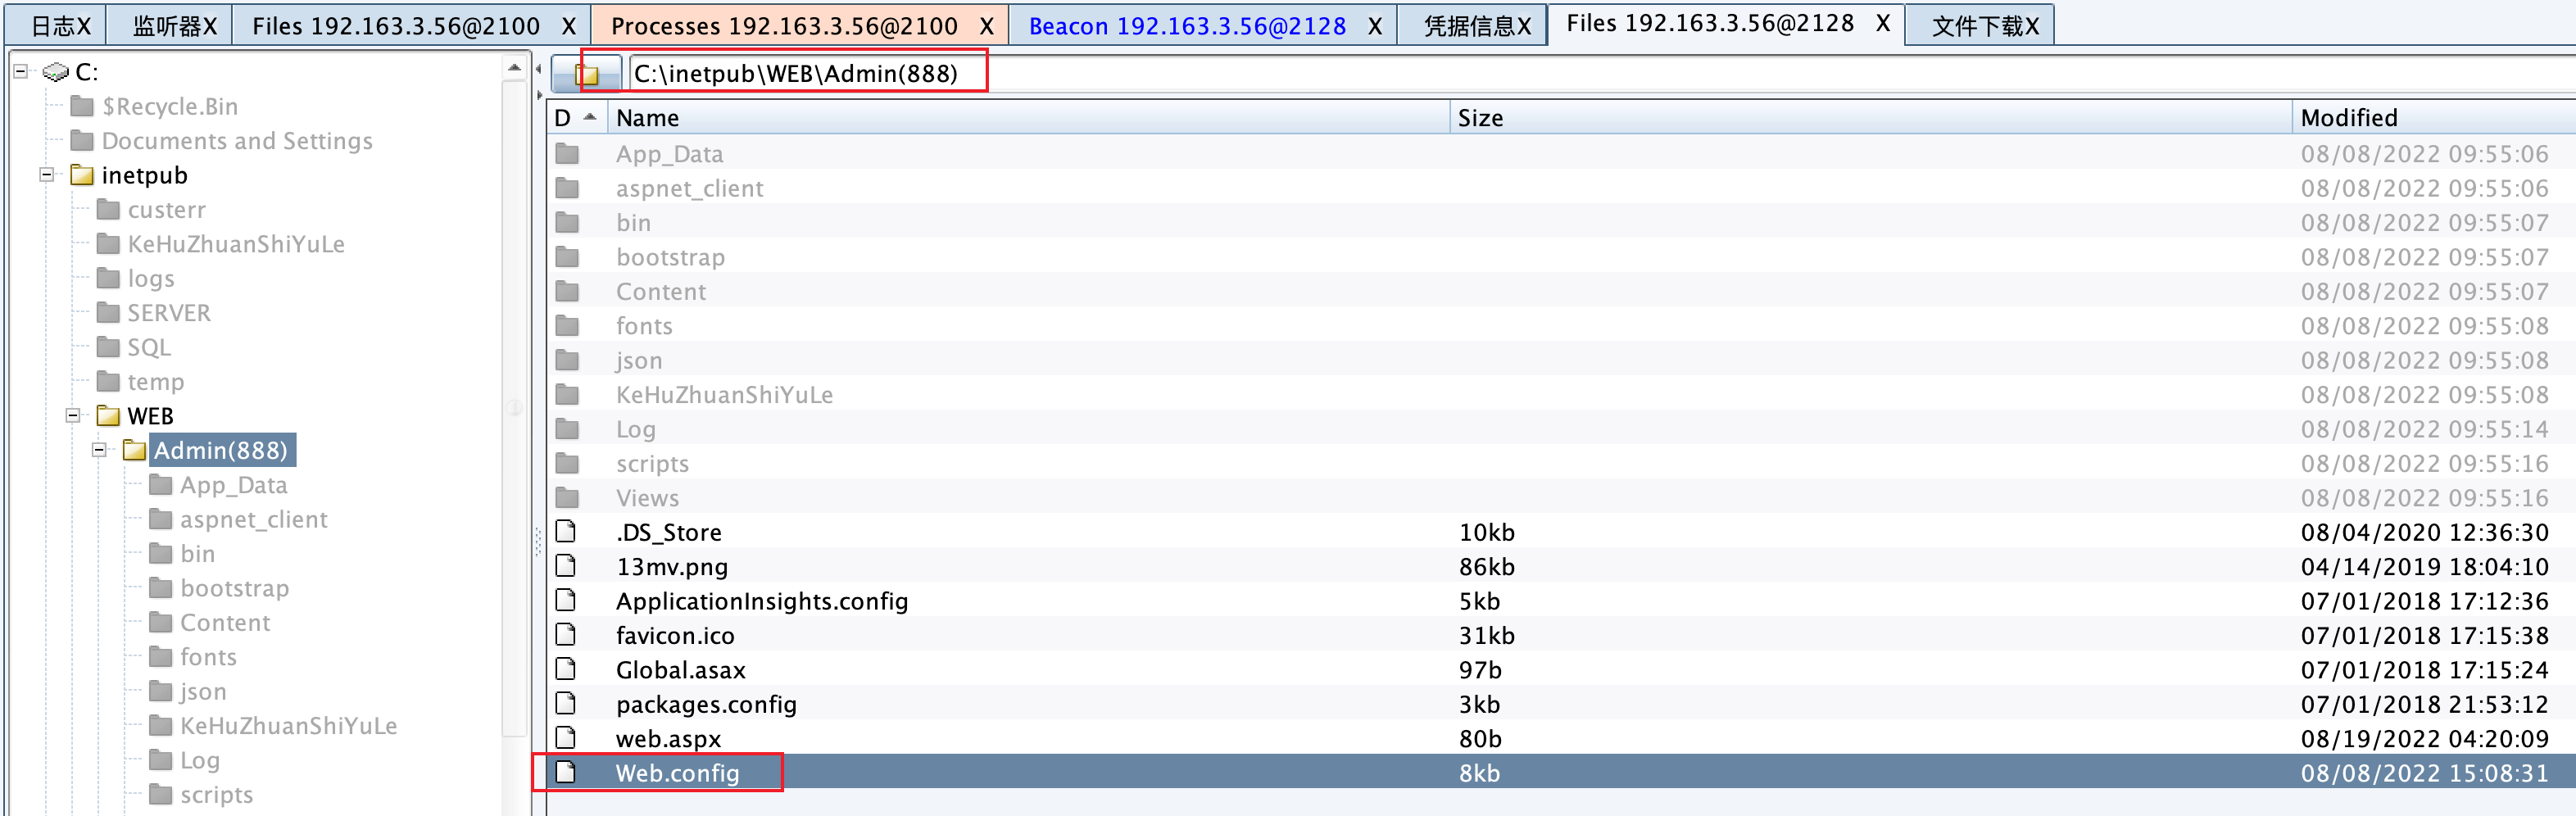 日志X 监听器X Files 192.163.3.56@2100 X Processes 192.163.3.56@2100 X Beacon 192.163.3.56@2128 X 凭据信息X Files 192.163.3.56@2128 X 文件下载X
C:
$Recycle.Bin
Documents and Settings
inetpub
custerr
KeHuZhuanShiYuLe
logs
SERVER
SQL
temp
WEB
Admin(888)
App_Data
aspnet_client
bin
bootstrap
Content
fonts
json
KeHuZhuanShiYuLe
Log
scripts
C:\inetpub\WEB\Admin(888)
D Name Size Modified
App_Data 08/08/2022 09:55:06
aspnet_client 08/08/2022 09:55:06
bin 08/08/2022 09:55:07
bootstrap 08/08/2022 09:55:07
Content 08/08/2022 09:55:07
fonts 08/08/2022 09:55:08
json 08/08/2022 09:55:08
KeHuZhuanShiYuLe 08/08/2022 09:55:08
Log 08/08/2022 09:55:14
scripts 08/08/2022 09:55:16
Views 08/08/2022 09:55:16
.DS_Store 10kb 08/04/2020 12:36:30
13mv.png 86kb 04/14/2019 18:04:10
ApplicationInsights.config 5kb 07/01/2018 17:12:36
favicon.ico 31kb 07/01/2018 17:15:38
Global.asax 97b 07/01/2018 17:15:24
packages.config 3kb 07/01/2018 21:53:12
web.aspx 80b 08/19/2022 04:20:09
Web.config 8kb 08/08/2022 15:08:31